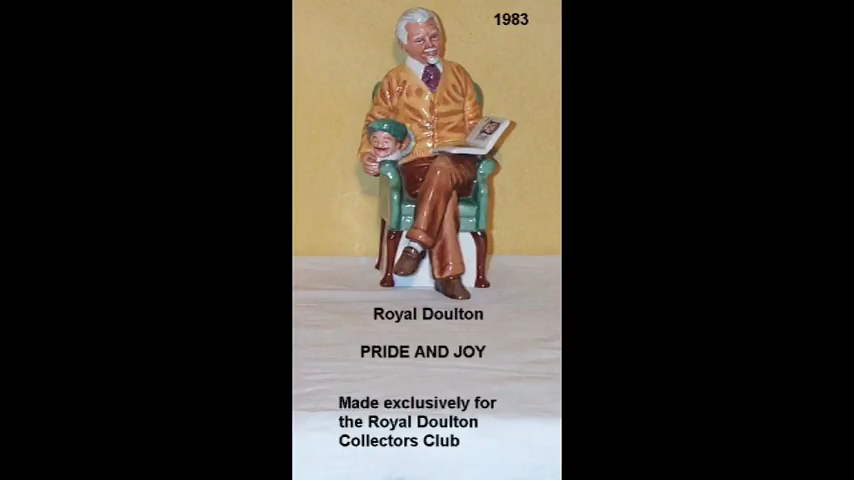 1983
Royal Doulton
PRIDE AND JOY
Made exclusively for
the Royal Doulton
Collectors Club